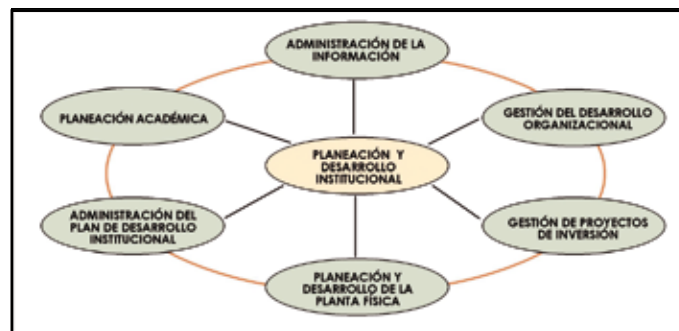 ADMINISTRACIÓN DE LA
INFORMACIÓN
PLANEACIÓN ACADÉMICA
GESTIÓN DEL DESARROLLO
ORGANIZACIONAL
PLANEACIÓN Y
DESARROLLO
INSTITUCIONAL
ADMINISTRACIÓN DEL
PLAN DE DESARROLLO
INSTITUCIONAL
GESTIÓN DE PROYECTOS
DE INVERSIÓN
PLANEACIÓN Y
DESARROLLO DE LA
PLANTA FÍSICA